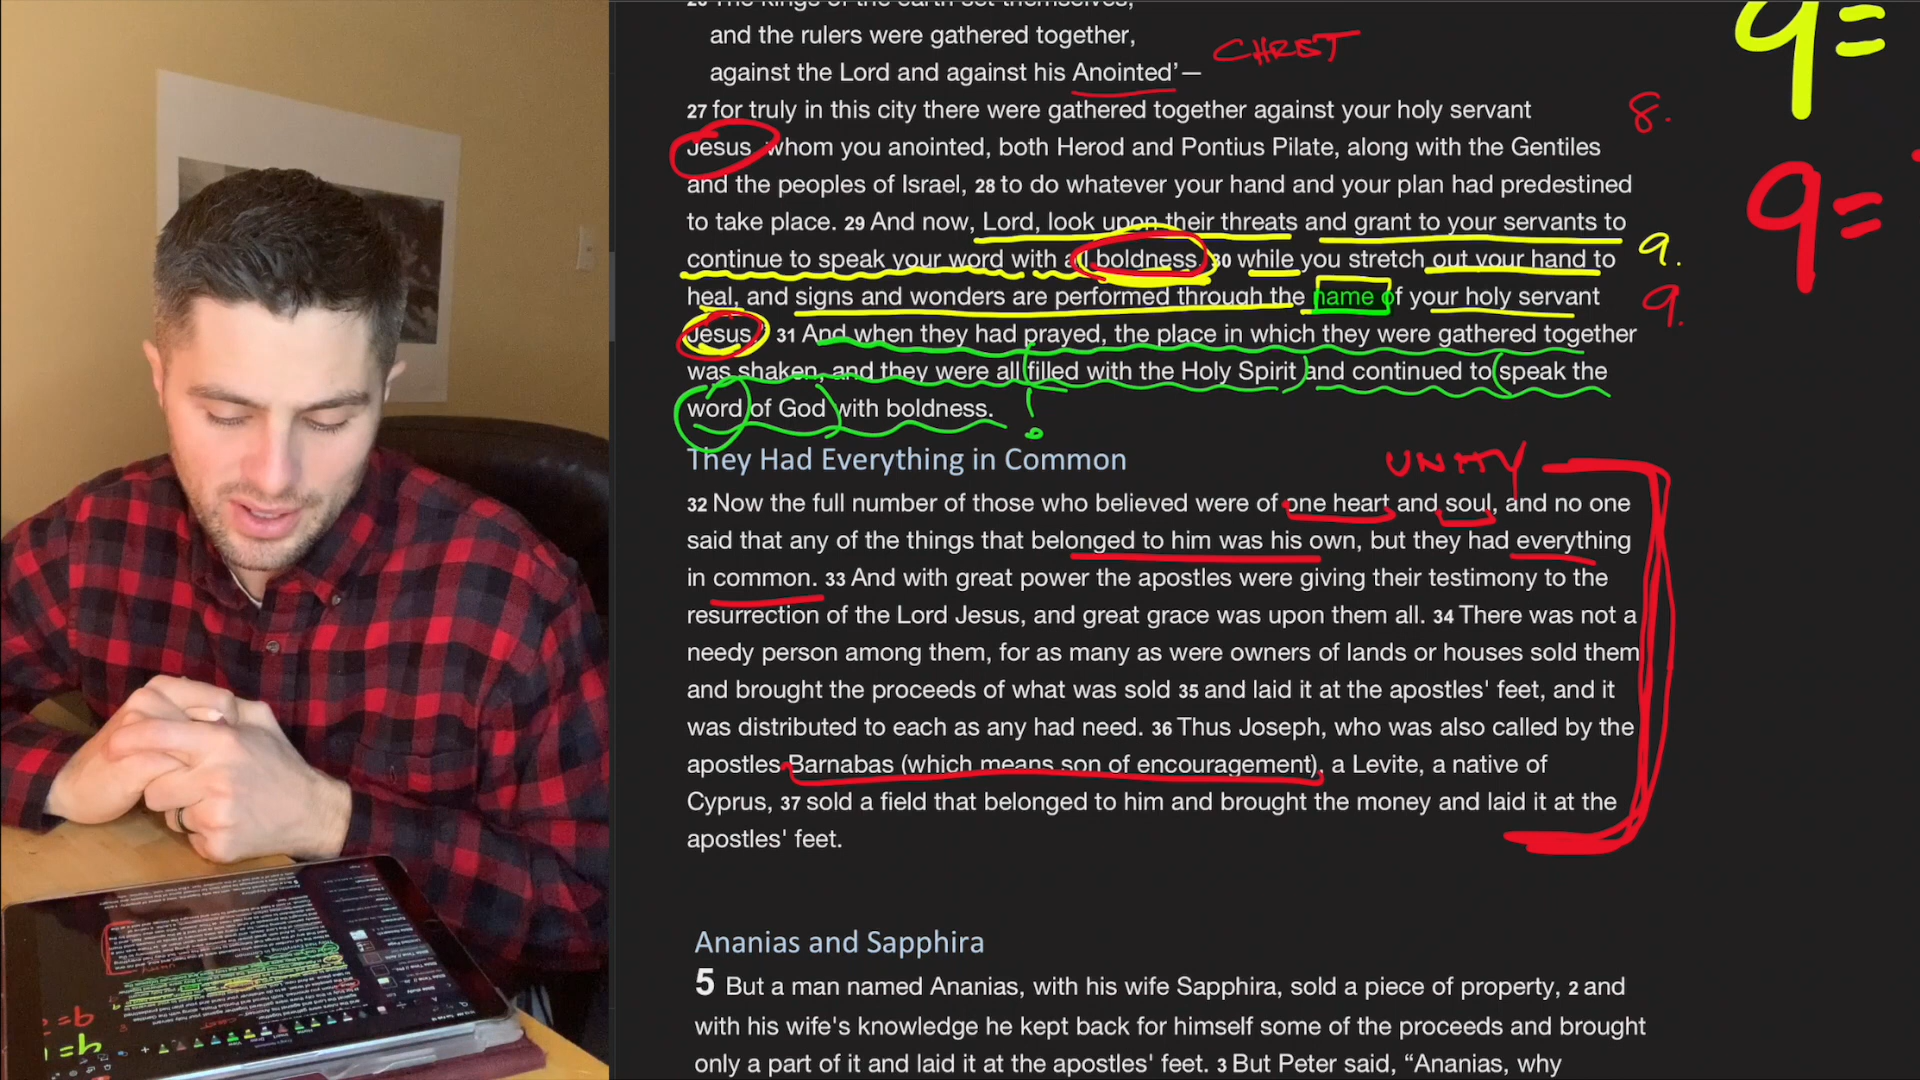 26 The kings of the earth set themselves,
and the rulers were gathered together,
against the Lord and against his Anointed’—
CHRIST
27 for truly in this city there were gathered together against your holy servant
8.
Jesus, whom you anointed, both Herod and Pontius Pilate, along with the Gentiles
and the peoples of Israel, 28 to do whatever your hand and your plan had predestined
to take place. 29 And now, Lord, look upon their threats and grant to your servants to
continue to speak your word with all boldness, 30 while you stretch out your hand to
9.
heal, and signs and wonders are performed through the name of your holy servant
9.
Jesus.” 31 And when they had prayed, the place in which they were gathered together
was shaken, and they were all filled with the Holy Spirit and continued to speak the
word of God with boldness.
9=
9=
They Had Everything in Common
UNITY
32 Now the full number of those who believed were of one heart and soul, and no one
said that any of the things that belonged to him was his own, but they had everything
in common. 33 And with great power the apostles were giving their testimony to the
resurrection of the Lord Jesus, and great grace was upon them all. 34 There was not a
needy person among them, for as many as were owners of lands or houses sold them
and brought the proceeds of what was sold 35 and laid it at the apostles' feet, and it
was distributed to each as any had need. 36 Thus Joseph, who was also called by the
apostles Barnabas (which means son of encouragement), a Levite, a native of
Cyprus, 37 sold a field that belonged to him and brought the money and laid it at the
apostles' feet.
Ananias and Sapphira
5 But a man named Ananias, with his wife Sapphira, sold a piece of property, 2 and
with his wife's knowledge he kept back for himself some of the proceeds and brought
only a part of it and laid it at the apostles' feet. 3 But Peter said, “Ananias, why